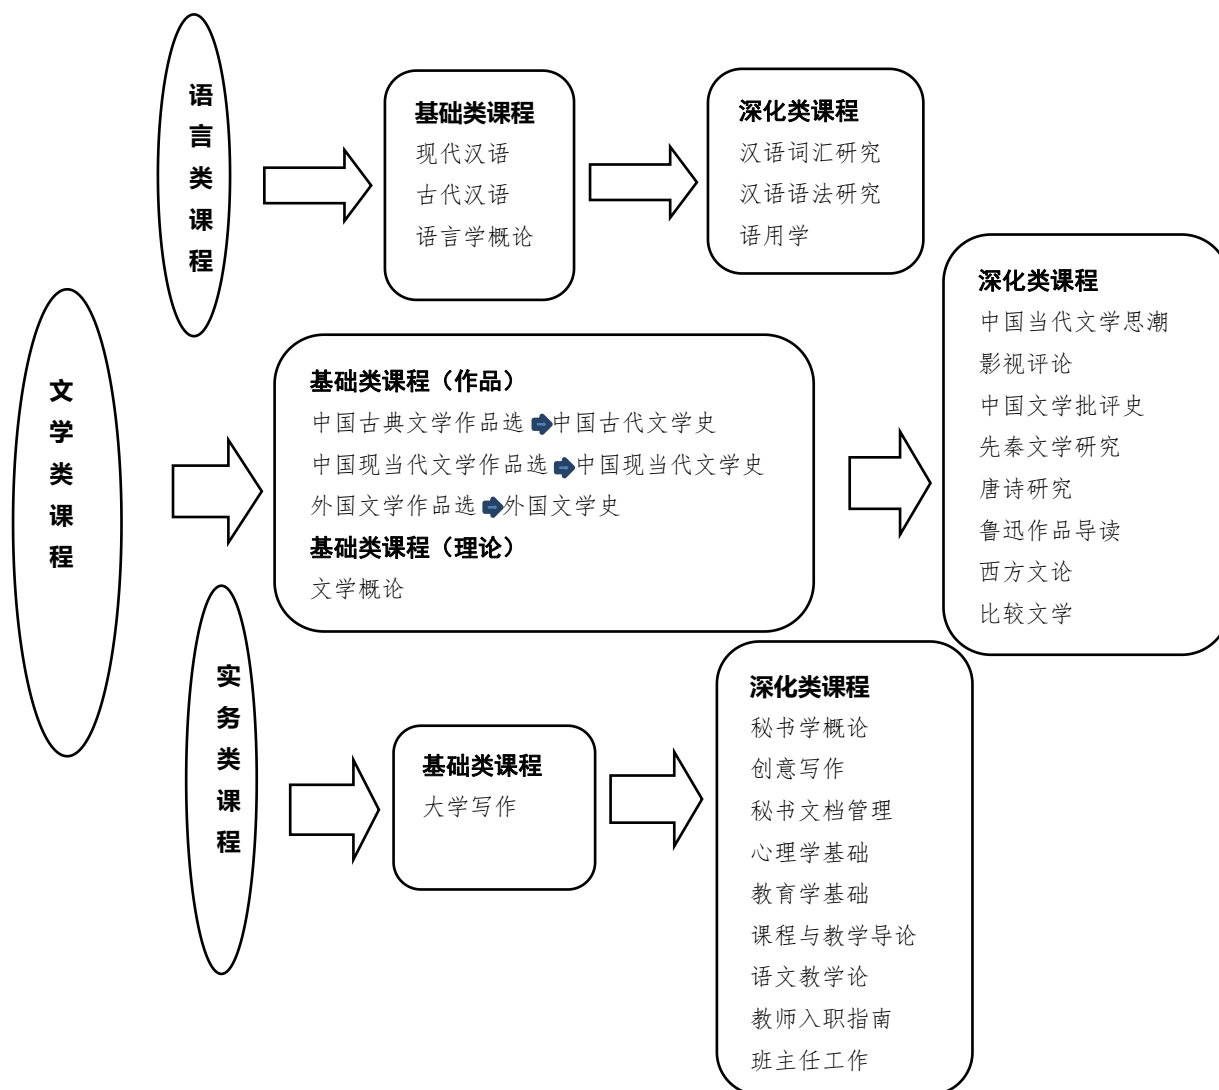 语言类课程
基础类课程
现代汉语
古代汉语
语言学概论
深化类课程
汉语词汇研究
汉语语法研究
语用学
文学类课程
基础类课程（作品）
中国古典文学作品选➡中国古代文学史
中国现当代文学作品选➡中国现当代文学史
外国文学作品选➡外国文学史
基础类课程（理论）
文学概论
深化类课程
中国当代文学思潮
影视评论
中国文学批评史
先秦文学研究
唐诗研究
鲁迅作品导读
西方文论
比较文学
实务类课程
基础类课程
大学写作
深化类课程
秘书学概论
创意写作
秘书文档管理
心理学基础
教育学基础
课程与教学导论
语文教学论
教师入职指南
班主任工作